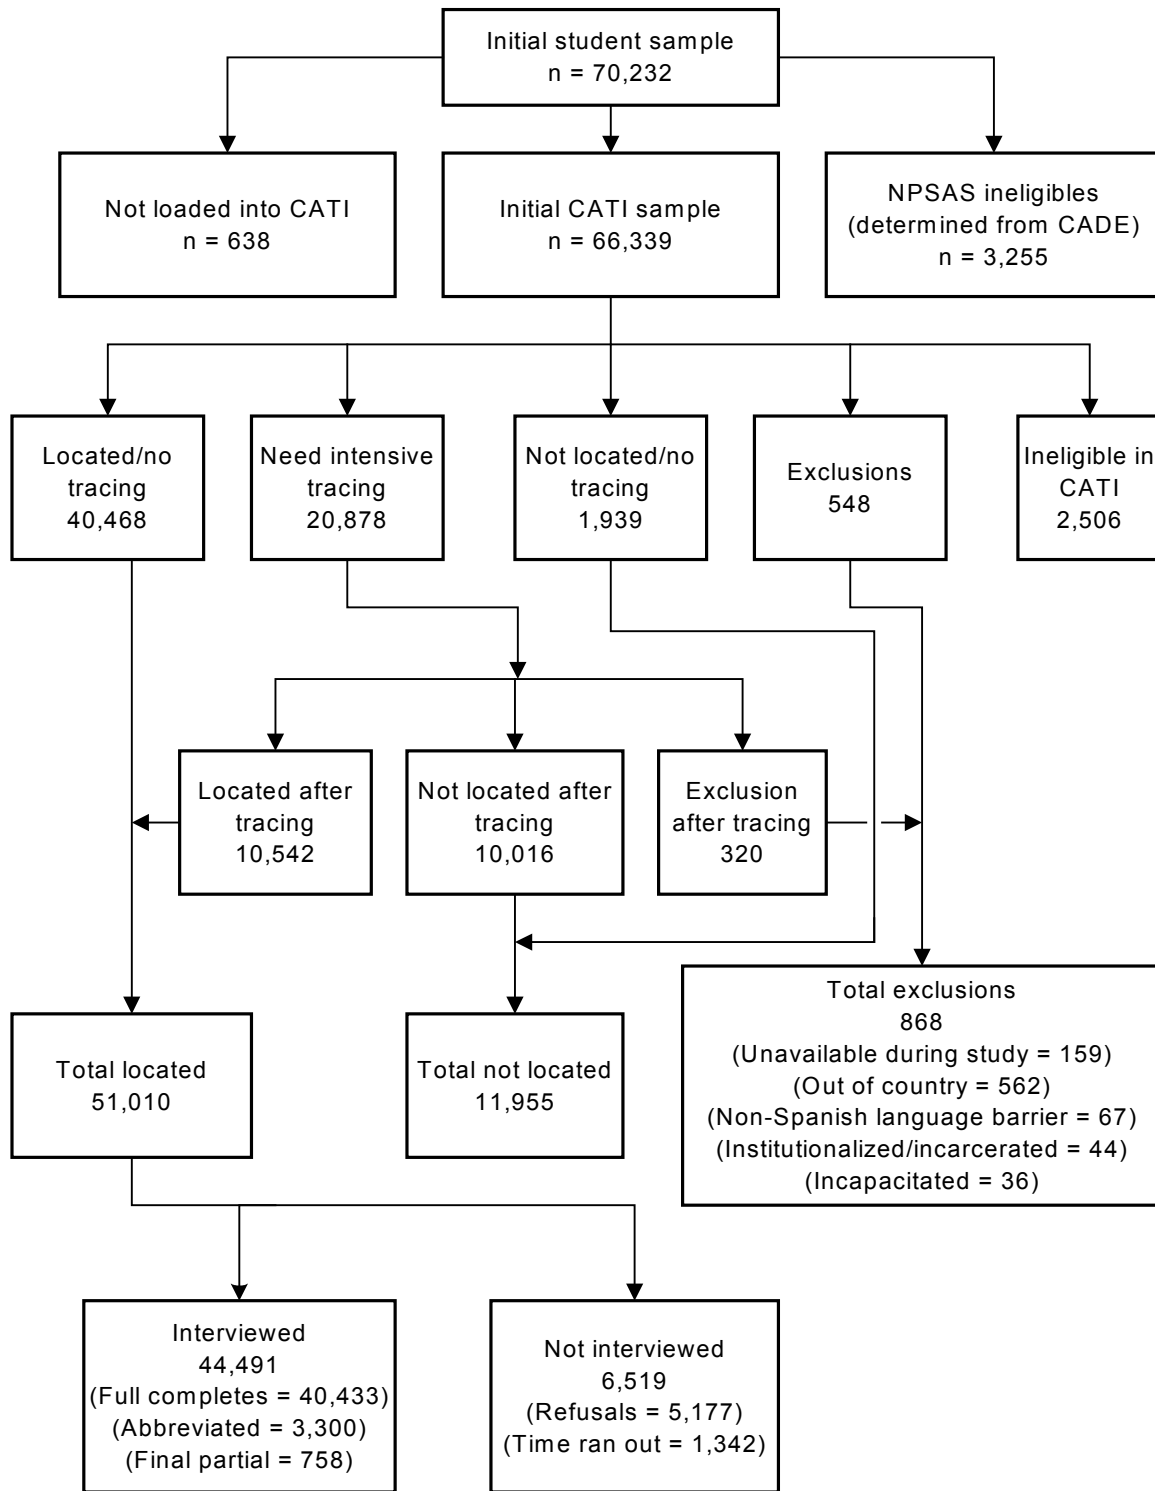 Initial student sample
n = 70,232
Not loaded into CATI
n = 638
Initial CATI sample
n = 66,339
NPSAS ineligibles
(determined from CADE)
n = 3,255
Located/no
tracing
40,468
Need intensive
tracing
20,878
Not located/no
tracing
1,939
Exclusions
548
Ineligible in
CATI
2,506
Located after
tracing
10,542
Not located after
tracing
10,016
Exclusion
after tracing
320
Total located
51,010
Total not located
11,955
Total exclusions
868
(Unavailable during study = 159)
(Out of country = 562)
(Non-Spanish language barrier = 67)
(Institutionalized/incarcerated = 44)
(Incapacitated = 36)
Interviewed
44,491
(Full completes = 40,433)
(Abbreviated = 3,300)
(Final partial = 758)
Not interviewed
6,519
(Refusals = 5,177)
(Time ran out = 1,342)